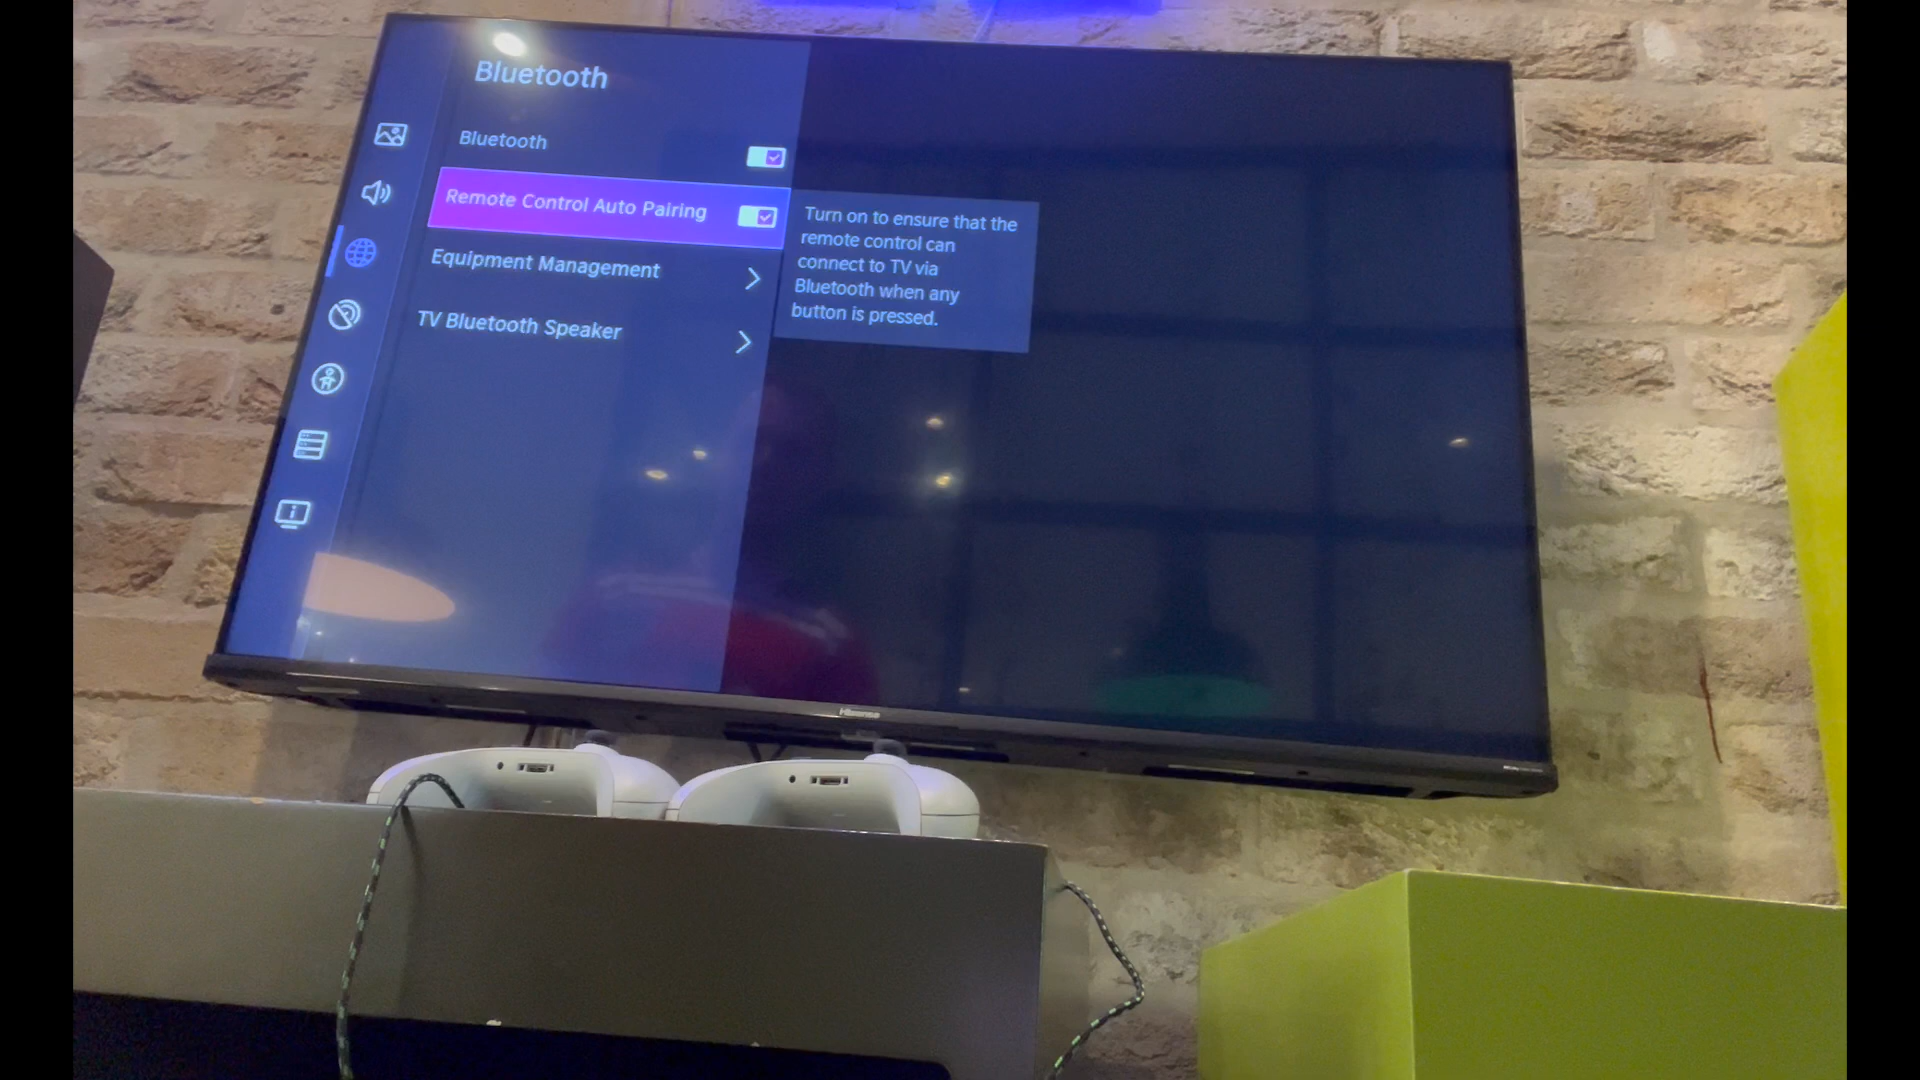 Bluetooth
Bluetooth
Remote Control Auto Pairing
Equipment Management
TV Bluetooth Speaker
Turn on to ensure that the
remote control can
connect to TV via
Bluetooth when any
button is pressed.
Hisense